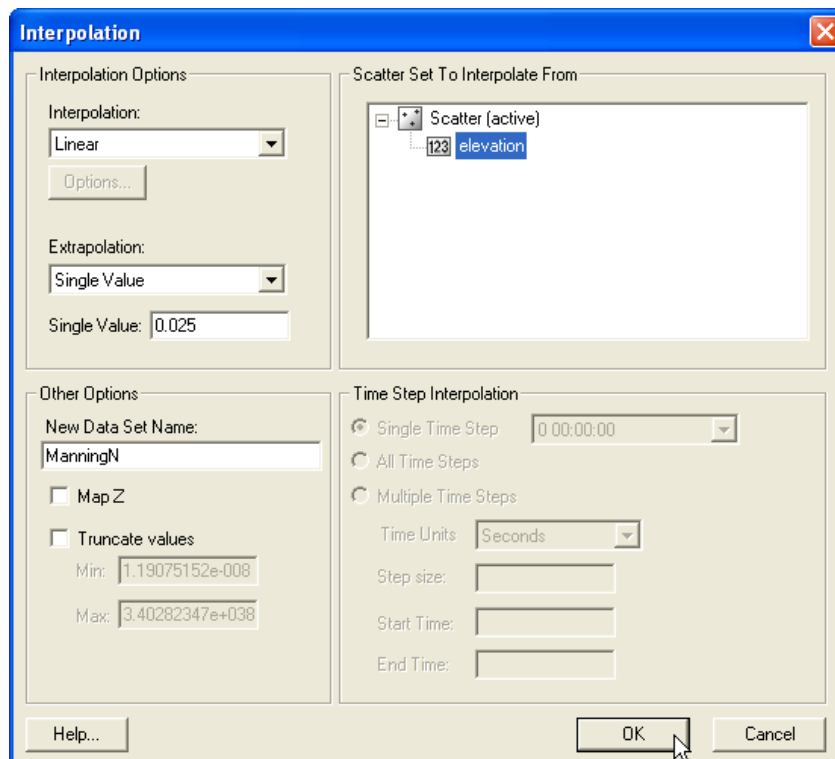 Interpolation
Interpolation Options
Interpolation:
Linear
Options...
Extrapolation:
Single Value
Single Value: 0.025
Scatter Set To Interpolate From
Scatter (active)
123 elevation
Other Options
New Data Set Name:
ManningN
Map Z
Truncate values
Min: 1.19075152e-008
Max: 3.40282347e+038
Time Step Interpolation
Single Time Step 0 00:00:00
All Time Steps
Multiple Time Steps
Time Units Seconds
Step size:
Start Time:
End Time:
Help... OK Cancel